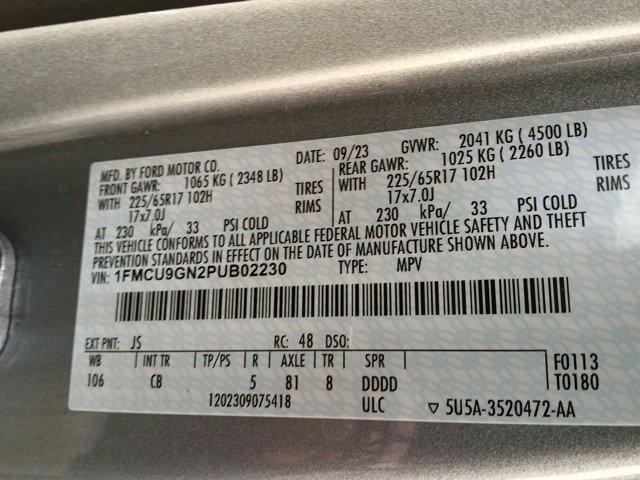 MFD. BY FORD MOTOR CO.
DATE: 09/23 GVWR: 2041 KG ( 4500 LB)
FRONT GAWR: 1065 KG ( 2348 LB)
REAR GAWR: 1025 KG ( 2260 LB)
WITH 225/65R17 102H TIRES
WITH 225/65R17 102H TIRES
17x7.0J RIMS
17x7.0J RIMS
AT 230 kPa/ 33 PSI COLD
AT 230 kPa/ 33 PSI COLD
THIS VEHICLE CONFORMS TO ALL APPLICABLE FEDERAL MOTOR VEHICLE SAFETY AND THEFT
PREVENTION STANDARDS IN EFFECT ON THE DATE OF MANUFACTURE SHOWN ABOVE.
VIN: 1FMCU9GN2PUB02230 TYPE: MPV
EXT PNT: JS RC: 48 DSO:
WB INT TR TP/PS R AXLE TR SPR F0113
106 CB 5 81 8 DDDD T0180
1202309075418 ULC ▽ 5U5A-3520472-AA